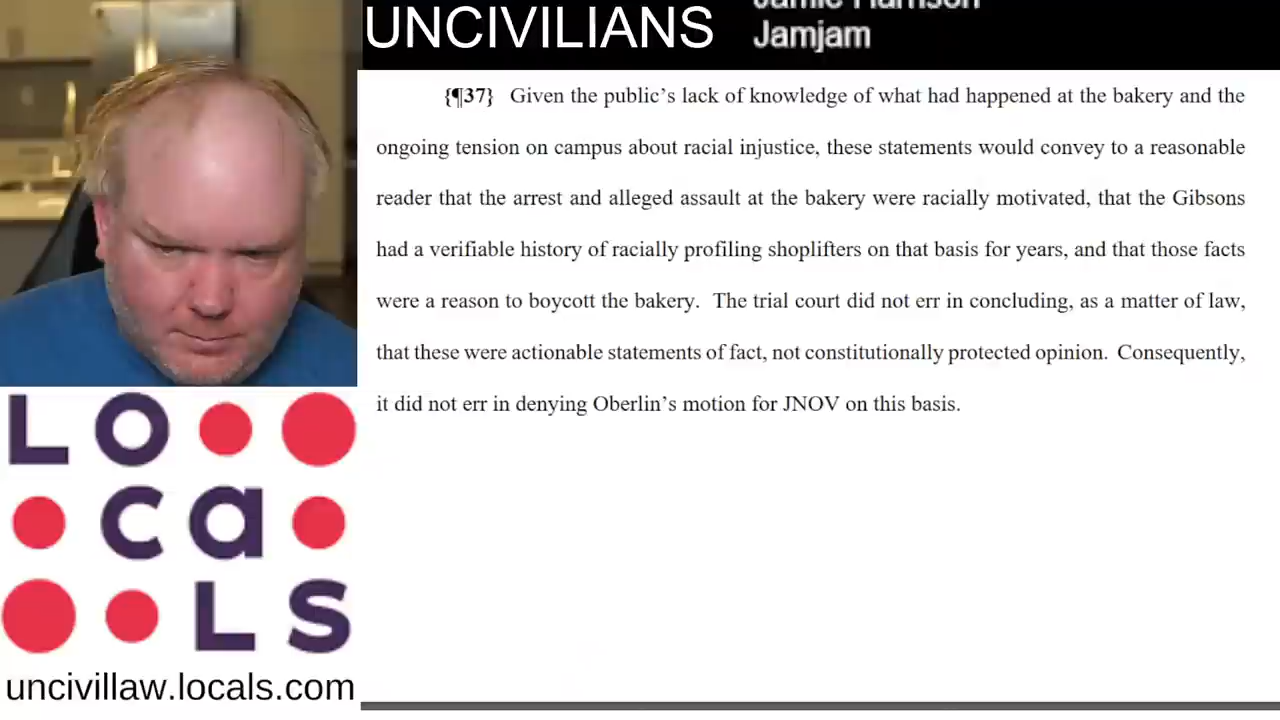 UNCIVILIANS
Jamie Harrison
Jamjam
{¶37} Given the public's lack of knowledge of what had happened at the bakery and the
ongoing tension on campus about racial injustice, these statements would convey to a reasonable
reader that the arrest and alleged assault at the bakery were racially motivated, that the Gibsons
had a verifiable history of racially profiling shoplifters on that basis for years, and that those facts
were a reason to boycott the bakery. The trial court did not err in concluding, as a matter of law,
that these were actionable statements of fact, not constitutionally protected opinion. Consequently,
it did not err in denying Oberlin's motion for JNOV on this basis.
LO
ca
LS
uncivillaw.locals.com